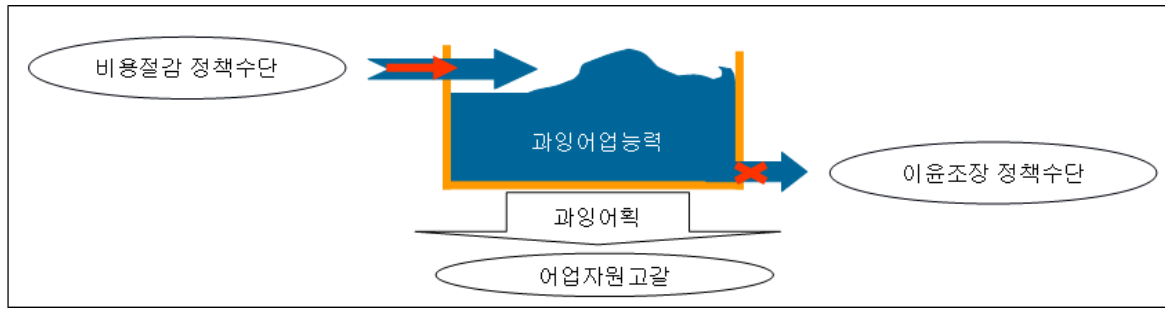 비용절감 정책수단
과잉어업능력
이윤조장 정책수단
과잉어획
어업자원고갈